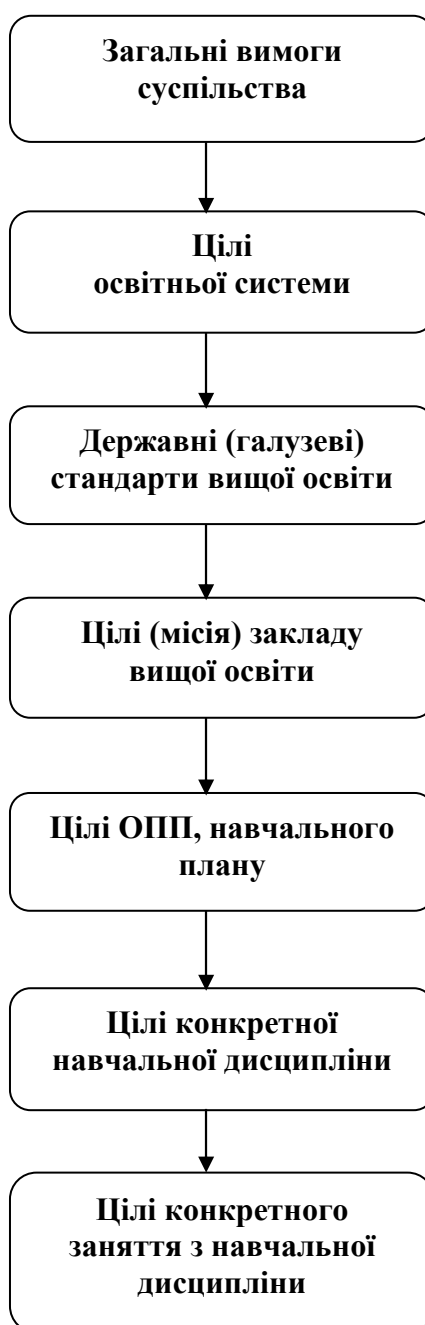 Загальні вимоги
суспільства
Цілі
освітньої системи
Державні (галузеві)
стандарти вищої освіти
Цілі (місія) закладу
вищої освіти
Цілі ОПП, навчального
плану
Цілі конкретної
навчальної дисципліни
Цілі конкретного
заняття з навчальної
дисципліни